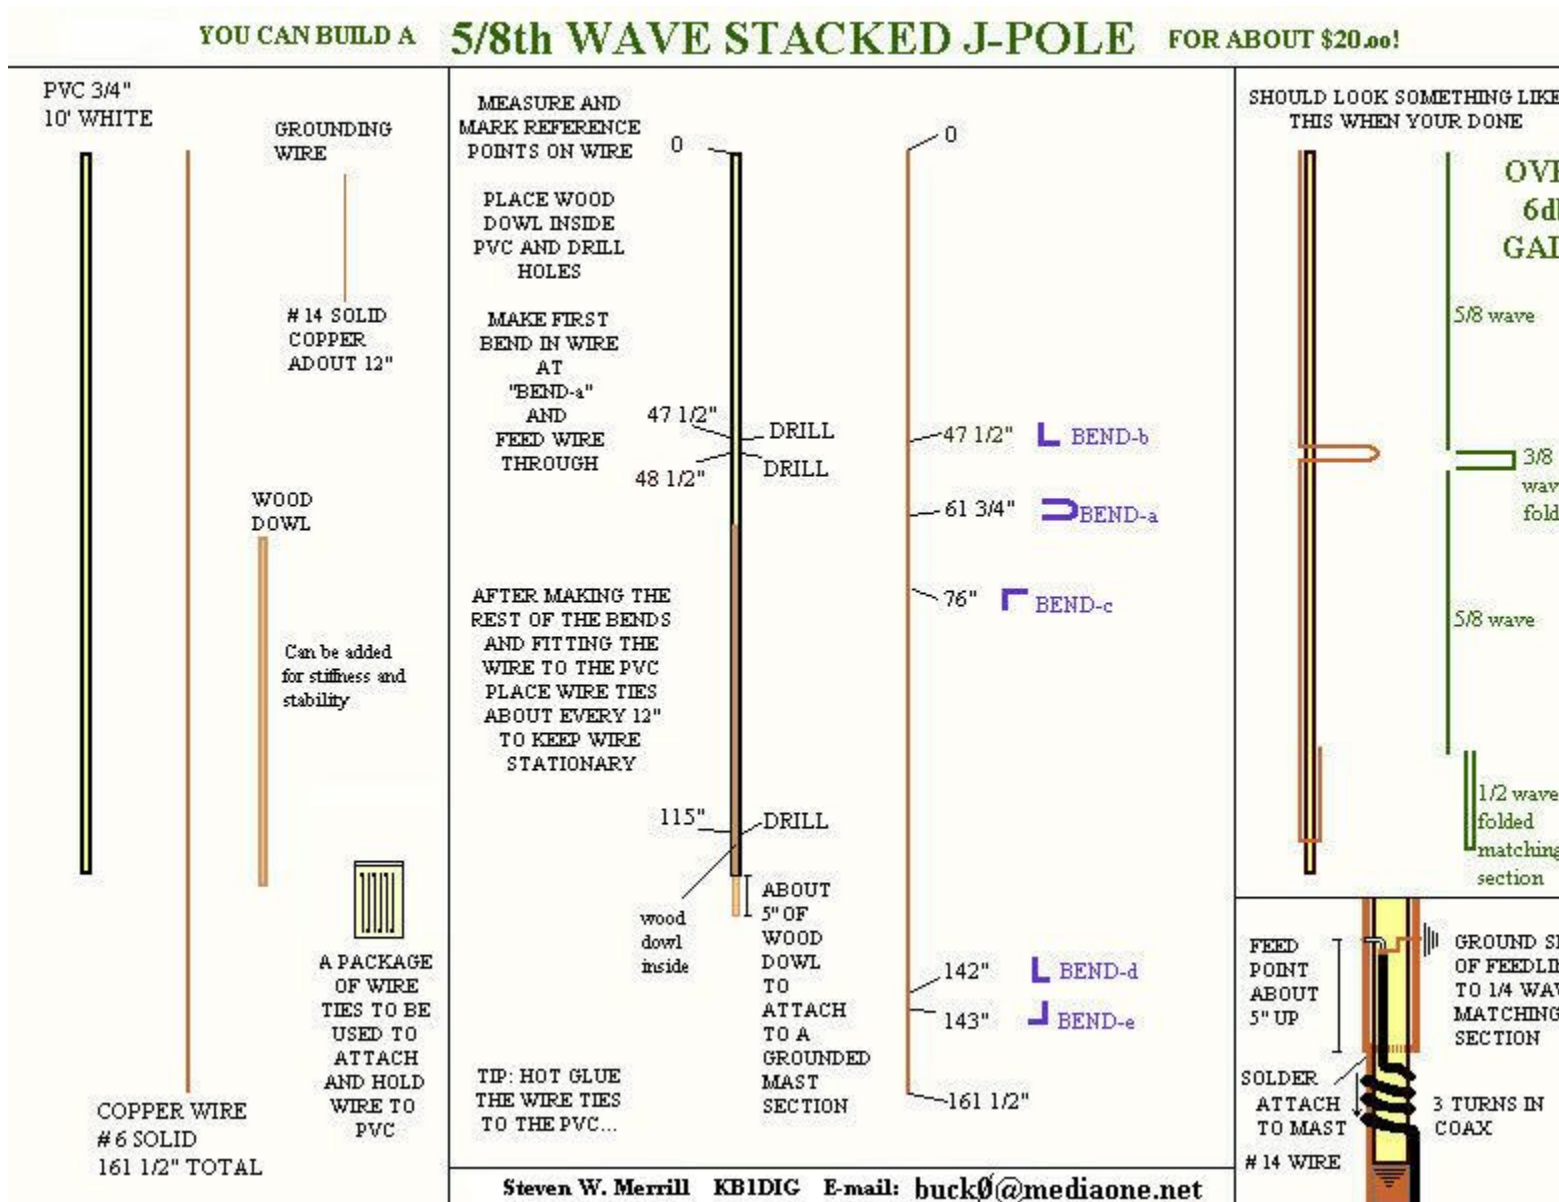 YOU CAN BUILD A 5/8th WAVE STACKED J-POLE FOR ABOUT $20.oo!
PVC 3/4"
10' WHITE
GROUNDING
WIRE
# 14 SOLID
COPPER
ADOUT 12"
WOOD
DOWL
Can be added
for stiffness and
stability
A PACKAGE
OF WIRE
TIES TO BE
USED TO
ATTACH
AND HOLD
WIRE TO
PVC
COPPER WIRE
# 6 SOLID
161 1/2" TOTAL
MEASURE AND
MARK REFERENCE
POINTS ON WIRE
PLACE WOOD
DOWL INSIDE
PVC AND DRILL
HOLES
MAKE FIRST
BEND IN WIRE
AT
"BEND-a"
AND
FEED WIRE
THROUGH
AFTER MAKING THE
REST OF THE BENDS
AND FITTING THE
WIRE TO THE PVC
PLACE WIRE TIES
ABOUT EVERY 12"
TO KEEP WIRE
STATIONARY
TIP: HOT GLUE
THE WIRE TIES
TO THE PVC...
0
47 1/2"
DRILL
48 1/2"
DRILL
115"
DRILL
wood
dowl
inside
ABOUT
5" OF
WOOD
DOWL
TO
ATTACH
TO A
GROUNDED
MAST
SECTION
0
47 1/2" BEND-b
61 3/4" BEND-a
76" BEND-c
142" BEND-d
143" BEND-e
161 1/2"
Steven W. Merrill KB1DIG E-mail: buckØ@mediaone.net
SHOULD LOOK SOMETHING LIKE
THIS WHEN YOUR DONE
6d
5/8 wave
3/8
5/8 wave
1/2 wave
folded
matching
section
FEED
POINT
ABOUT
5" UP
GROUND
OF
TO 1/4
MATCHING
SECTION
SOLDER
ATTACH
TO MAST
# 14 WIRE
3 TURNS IN
COAX